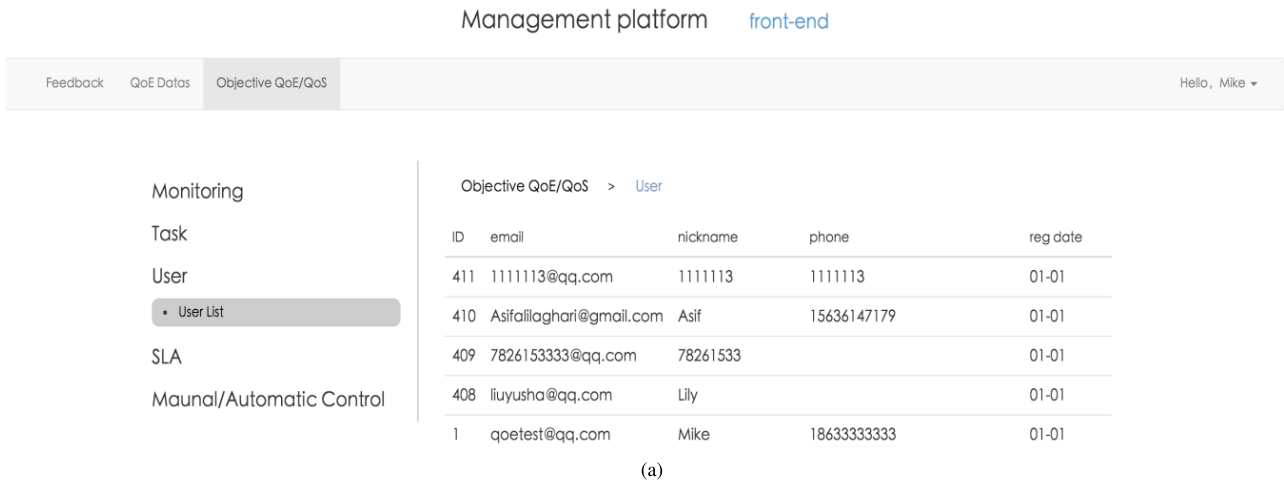 Management platform front-end
Feedback QoE Datas Objective QoE/QoS Hello, Mike
Monitoring
Task
User
▪ User List
SLA
Maunal/Automatic Control
Objective QoE/QoS > User
ID email nickname phone reg date
411 1111113@qq.com 1111113 1111113 01-01
410 Asifalilaghari@gmail.com Asif 15636147179 01-01
409 7826153333@qq.com 78261533 01-01
408 liuyusha@qq.com Lily 01-01
1 qoetest@qq.com Mike 18633333333 01-01
(a)